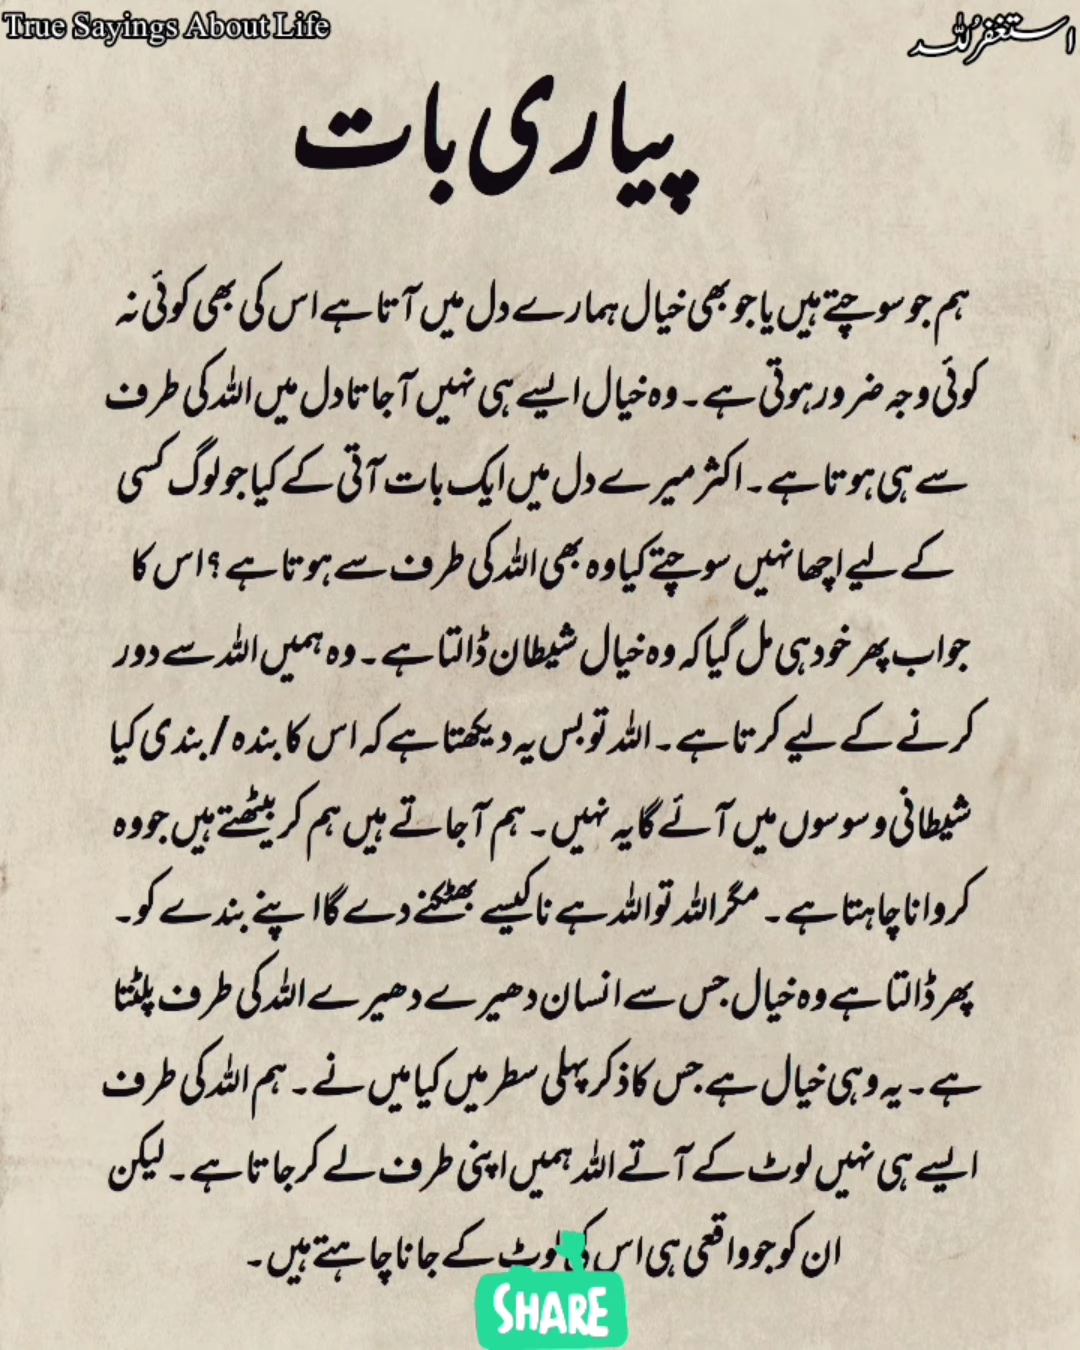 True Sayings About Life
استغفرُللہ
پیاری بات
ہم جو سوچتے ہیں یا جو بھی خیال ہمارے دل میں آتا ہے اس کی بھی کوئی نہ
کوئی وجہ ضرور ہوتی ہے۔ وہ خیال ایسے ہی نہیں آجاتا دل میں اللہ کی طرف
سے ہی ہوتا ہے۔ اکثر میرے دل میں ایک بات آتی کے کیا جو لوگ کسی
کے لیے اچھا نہیں سوچتے کیا وہ بھی اللہ کی طرف سے ہوتا ہے؟ اس کا
جواب پھر خود ہی مل گیا کہ وہ خیال شیطان ڈالتا ہے۔ وہ ہمیں اللہ سے دور
کرنے کے لیے کرتا ہے۔ اللہ تو بس یہ دیکھتا ہے کہ اس کا بندہ / بندی کیا
شیطانی وسوسوں میں آئے گا یہ نہیں۔ ہم آجاتے ہیں ہم کر بیٹھتے ہیں جو وہ
کروانا چاہتا ہے۔ مگر اللہ تو اللہ ہے نا کیسے بھٹکنے دے گا اپنے بندے کو۔
پھر ڈالتا ہے وہ خیال جس سے انسان دھیرے دھیرے اللہ کی طرف پلٹتا
ہے۔ یہ وہی خیال ہے جس کا ذکر پہلی سطر میں کیا میں نے۔ ہم اللہ کی طرف
ایسے ہی نہیں لوٹ کے آتے اللہ ہمیں اپنی طرف لے کر جاتا ہے۔ لیکن
ان کو جو واقعی ہی اس کی لوٹ کے جانا چاہتے ہیں۔
SHARE